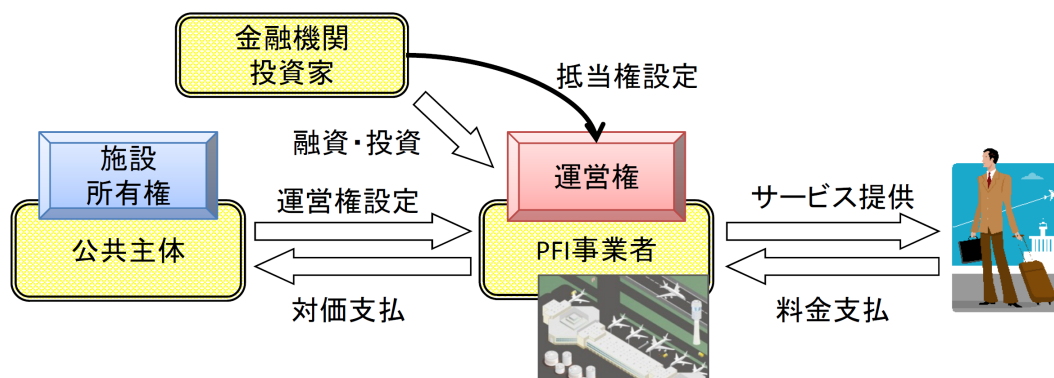 金融機関
投資家
抵当権設定
融資・投資
施設
所有権
運営権
運営権設定
サービス提供
公共主体
PFI事業者
対価支払
料金支払